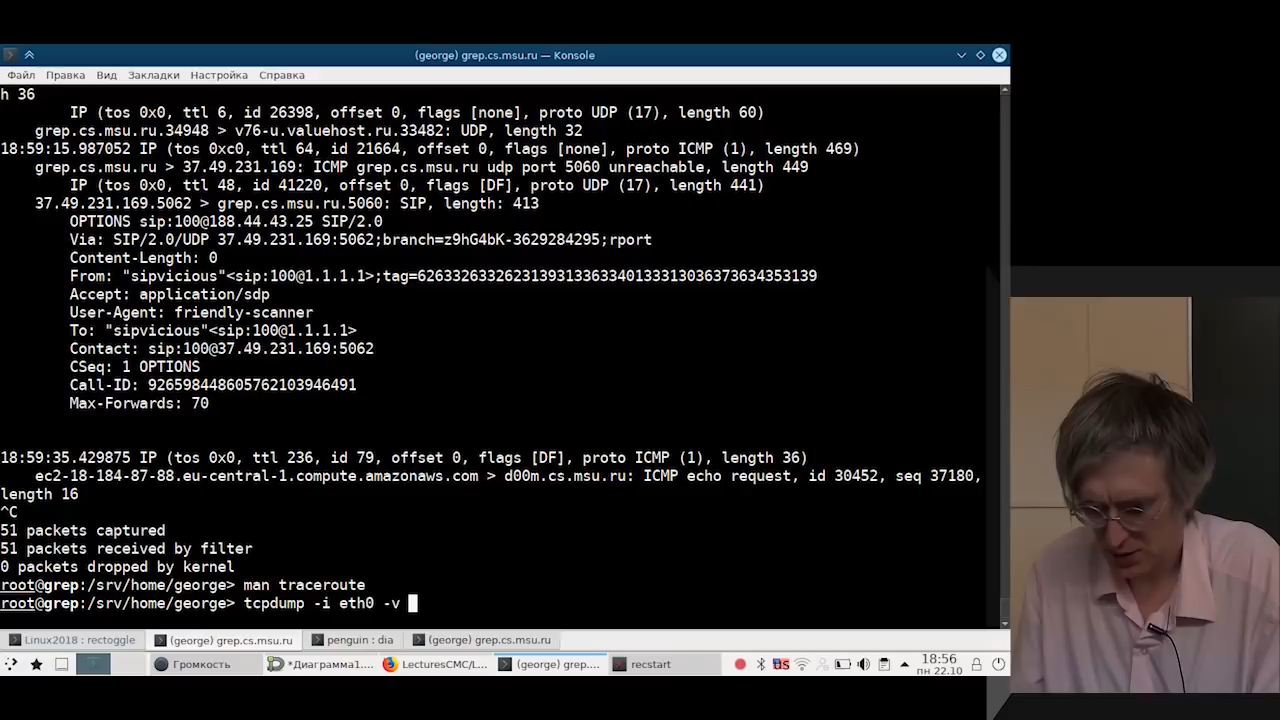 (george) grep.cs.msu.ru — Konsole
Файл Правка Вид Закладки Настройка Справка
h 36
IP (tos 0x0, ttl 6, id 26398, offset 0, flags [none], proto UDP (17), length 60)
grep.cs.msu.ru.34948 > v76-u.valuehost.ru.33482: UDP, length 32
18:59:15.987052 IP (tos 0xc0, ttl 64, id 21664, offset 0, flags [none], proto ICMP (1), length 469)
grep.cs.msu.ru > 37.49.231.169: ICMP grep.cs.msu.ru udp port 5060 unreachable, length 449
IP (tos 0x0, ttl 48, id 41220, offset 0, flags [DF], proto UDP (17), length 441)
37.49.231.169.5062 > grep.cs.msu.ru.5060: SIP, length: 413
OPTIONS sip:100@188.44.43.25 SIP/2.0
Via: SIP/2.0/UDP 37.49.231.169:5062;branch=z9hG4bK-3629284295;rport
Content-Length: 0
From: "sipvicious"<sip:100@1.1.1.1>;tag=62633263326231393133633401333130363736343531​39
Accept: application/sdp
User-Agent: friendly-scanner
To: "sipvicious"<sip:100@1.1.1.1>
Contact: sip:100@37.49.231.169:5062
CSeq: 1 OPTIONS
Call-ID: 926598448605762103946491
Max-Forwards: 70
18:59:35.429875 IP (tos 0x0, ttl 236, id 79, offset 0, flags [DF], proto ICMP (1), length 36)
ec2-18-184-87-88.eu-central-1.compute.amazonaws.com > d00m.cs.msu.ru: ICMP echo request, id 30452, seq 37180,
length 16
^C
51 packets captured
51 packets received by filter
0 packets dropped by kernel
root@grep:/srv/home/george> man traceroute
root@grep:/srv/home/george> tcpdump -i eth0 -v
Linux2018 : rectoggle (george) grep.cs.msu.ru penguin : dia (george) grep.cs.msu.ru
Громкость *Диаграмма1.... LecturesCMC/L... (george) grep.... recstart US 18:56
пн 22.10